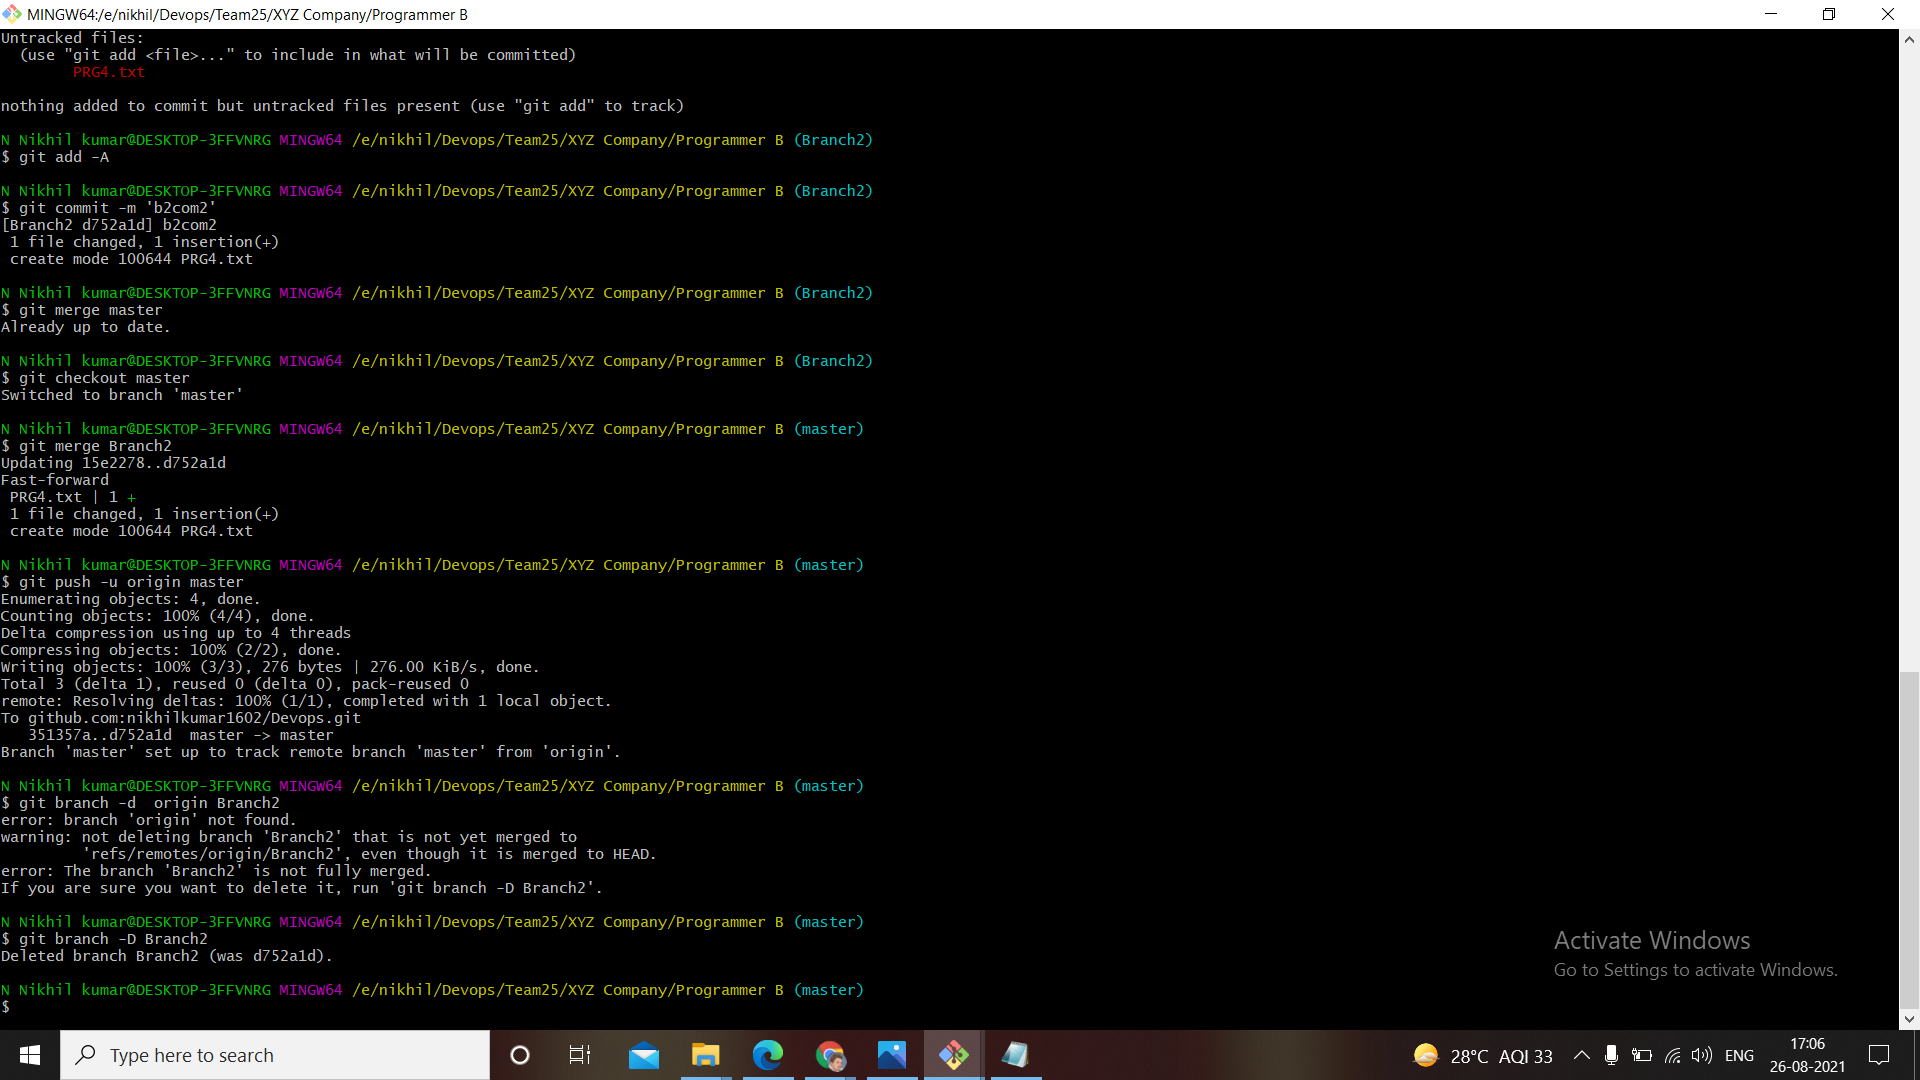 MINGW64:/e/nikhil/Devops/Team25/XYZ Company/Programmer B
Untracked files:
  (use "git add <file>..." to include in what will be committed)
        PRG4.txt

nothing added to commit but untracked files present (use "git add" to track)

N Nikhil kumar@DESKTOP-3FFVNRG MINGW64 /e/nikhil/Devops/Team25/XYZ Company/Programmer B (Branch2)
$ git add -A

N Nikhil kumar@DESKTOP-3FFVNRG MINGW64 /e/nikhil/Devops/Team25/XYZ Company/Programmer B (Branch2)
$ git commit -m 'b2com2'
[Branch2 d752a1d] b2com2
 1 file changed, 1 insertion(+)
 create mode 100644 PRG4.txt

N Nikhil kumar@DESKTOP-3FFVNRG MINGW64 /e/nikhil/Devops/Team25/XYZ Company/Programmer B (Branch2)
$ git merge master
Already up to date.

N Nikhil kumar@DESKTOP-3FFVNRG MINGW64 /e/nikhil/Devops/Team25/XYZ Company/Programmer B (Branch2)
$ git checkout master
Switched to branch 'master'

N Nikhil kumar@DESKTOP-3FFVNRG MINGW64 /e/nikhil/Devops/Team25/XYZ Company/Programmer B (master)
$ git merge Branch2
Updating 15e2278..d752a1d
Fast-forward
 PRG4.txt | 1 +
 1 file changed, 1 insertion(+)
 create mode 100644 PRG4.txt

N Nikhil kumar@DESKTOP-3FFVNRG MINGW64 /e/nikhil/Devops/Team25/XYZ Company/Programmer B (master)
$ git push -u origin master
Enumerating objects: 4, done.
Counting objects: 100% (4/4), done.
Delta compression using up to 4 threads
Compressing objects: 100% (2/2), done.
Writing objects: 100% (3/3), 276 bytes | 276.00 KiB/s, done.
Total 3 (delta 1), reused 0 (delta 0), pack-reused 0
remote: Resolving deltas: 100% (1/1), completed with 1 local object.
To github.com:nikhilkumar1602/Devops.git
   351357a..d752a1d  master -> master
Branch 'master' set up to track remote branch 'master' from 'origin'.

N Nikhil kumar@DESKTOP-3FFVNRG MINGW64 /e/nikhil/Devops/Team25/XYZ Company/Programmer B (master)
$ git branch -d  origin Branch2
error: branch 'origin' not found.
warning: not deleting branch 'Branch2' that is not yet merged to
         'refs/remotes/origin/Branch2', even though it is merged to HEAD.
error: The branch 'Branch2' is not fully merged.
If you are sure you want to delete it, run 'git branch -D Branch2'.

N Nikhil kumar@DESKTOP-3FFVNRG MINGW64 /e/nikhil/Devops/Team25/XYZ Company/Programmer B (master)
$ git branch -D Branch2
Deleted branch Branch2 (was d752a1d).

N Nikhil kumar@DESKTOP-3FFVNRG MINGW64 /e/nikhil/Devops/Team25/XYZ Company/Programmer B (master)
$
Activate Windows
Go to Settings to activate Windows.
Type here to search
28°C AQI 33
ENG
17:06
26-08-2021